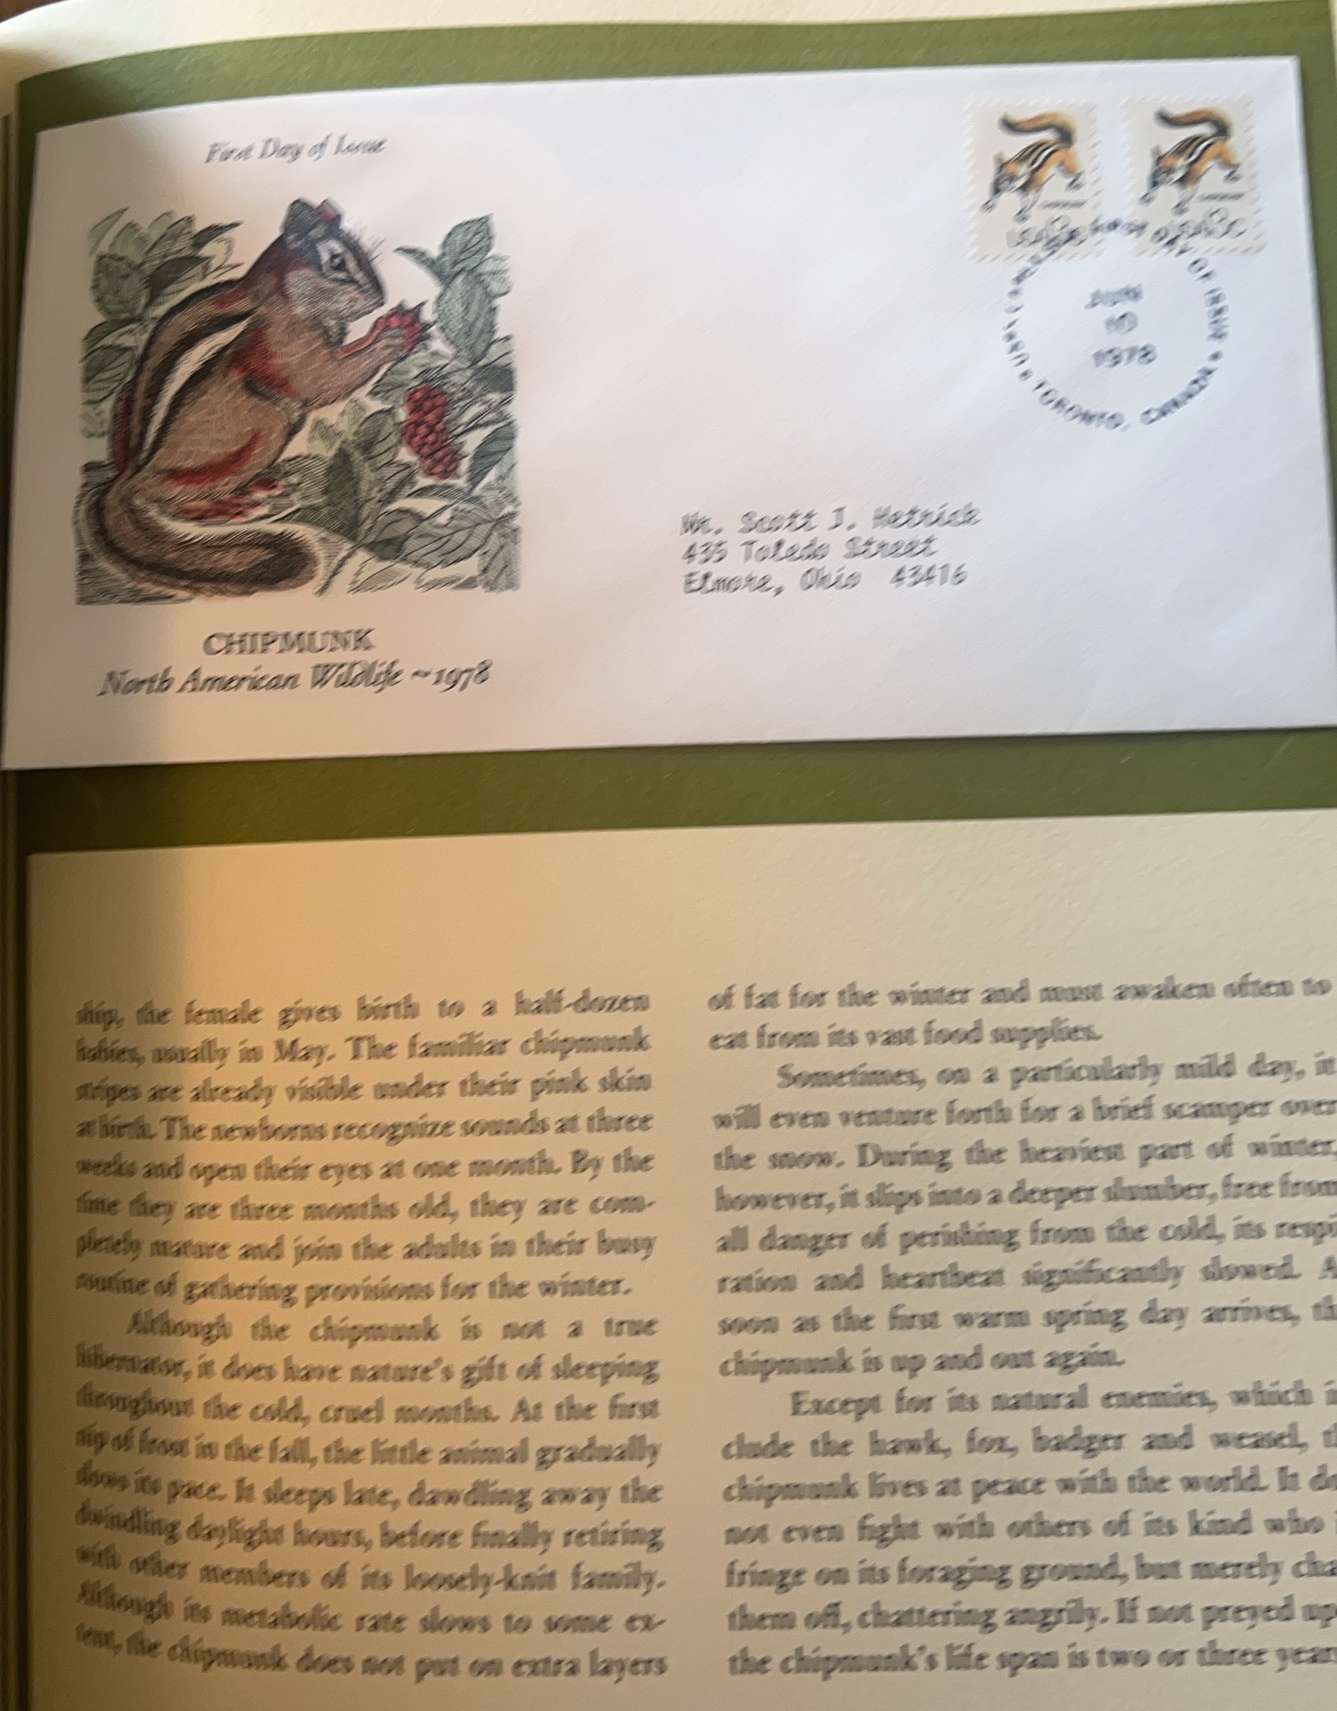 First Day of Issue
CHIPMUNK
North American Wildlife ~ 1978
JUN
10
1978
OF ISSUE
TORONTO, CANADA
Mr. Scott J. Hetrick
435 Toledo Street
Elmore, Ohio 43416
ship, the female gives birth to a half-dozen
babies, usually in May. The familiar chipmunk
stripes are already visible under their pink skin
at birth. The newborns recognize sounds at three
weeks and open their eyes at one month. By the
time they are three months old, they are com-
pletely mature and join the adults in their busy
routine of gathering provisions for the winter.
Although the chipmunk is not a true
hibernator, it does have nature's gift of sleeping
throughout the cold, cruel months. At the first
nip of frost in the fall, the little animal gradually
slows its pace. It sleeps late, dawdling away the
dwindling daylight hours, before finally retiring
with other members of its loosely-knit family.
Although its metabolic rate slows to some ex-
tent, the chipmunk does not put on extra layers
of fat for the winter and must awaken often to
eat from its vast food supplies.
Sometimes, on a particularly mild day, it
will even venture forth for a brief scamper over
the snow. During the heaviest part of winter,
however, it slips into a deeper slumber, free from
all danger of perishing from the cold, its respi
ration and heartbeat significantly slowed. A
soon as the first warm spring day arrives, th
chipmunk is up and out again.
Except for its natural enemies, which i
clude the hawk, fox, badger and weasel, t
chipmunk lives at peace with the world. It do
not even fight with others of its kind who
fringe on its foraging ground, but merely cha
them off, chattering angrily. If not preyed up
the chipmunk's life span is two or three year